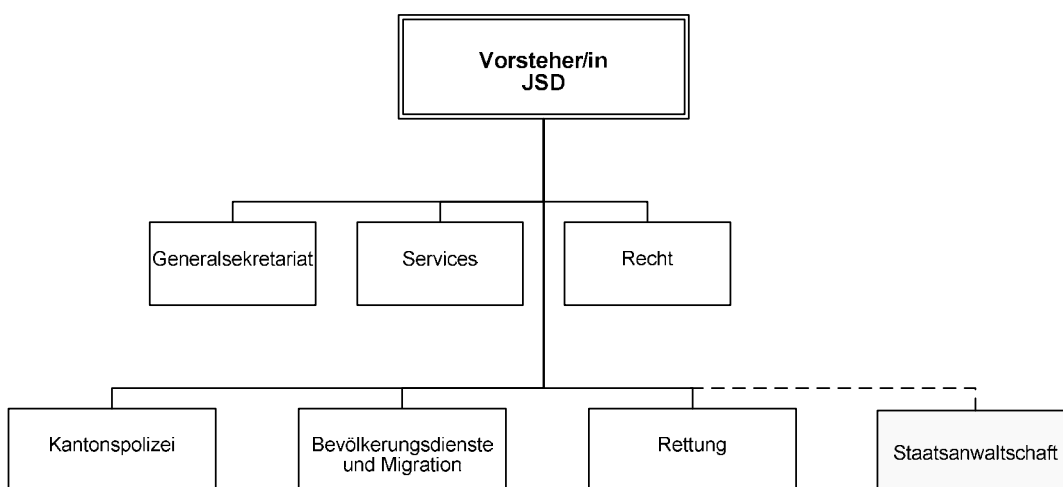 Vorsteher/in
JSD
Generalsekretariat
Services
Recht
Kantonspolizei
Bevölkerungsdienste
und Migration
Rettung
Staatsanwaltschaft